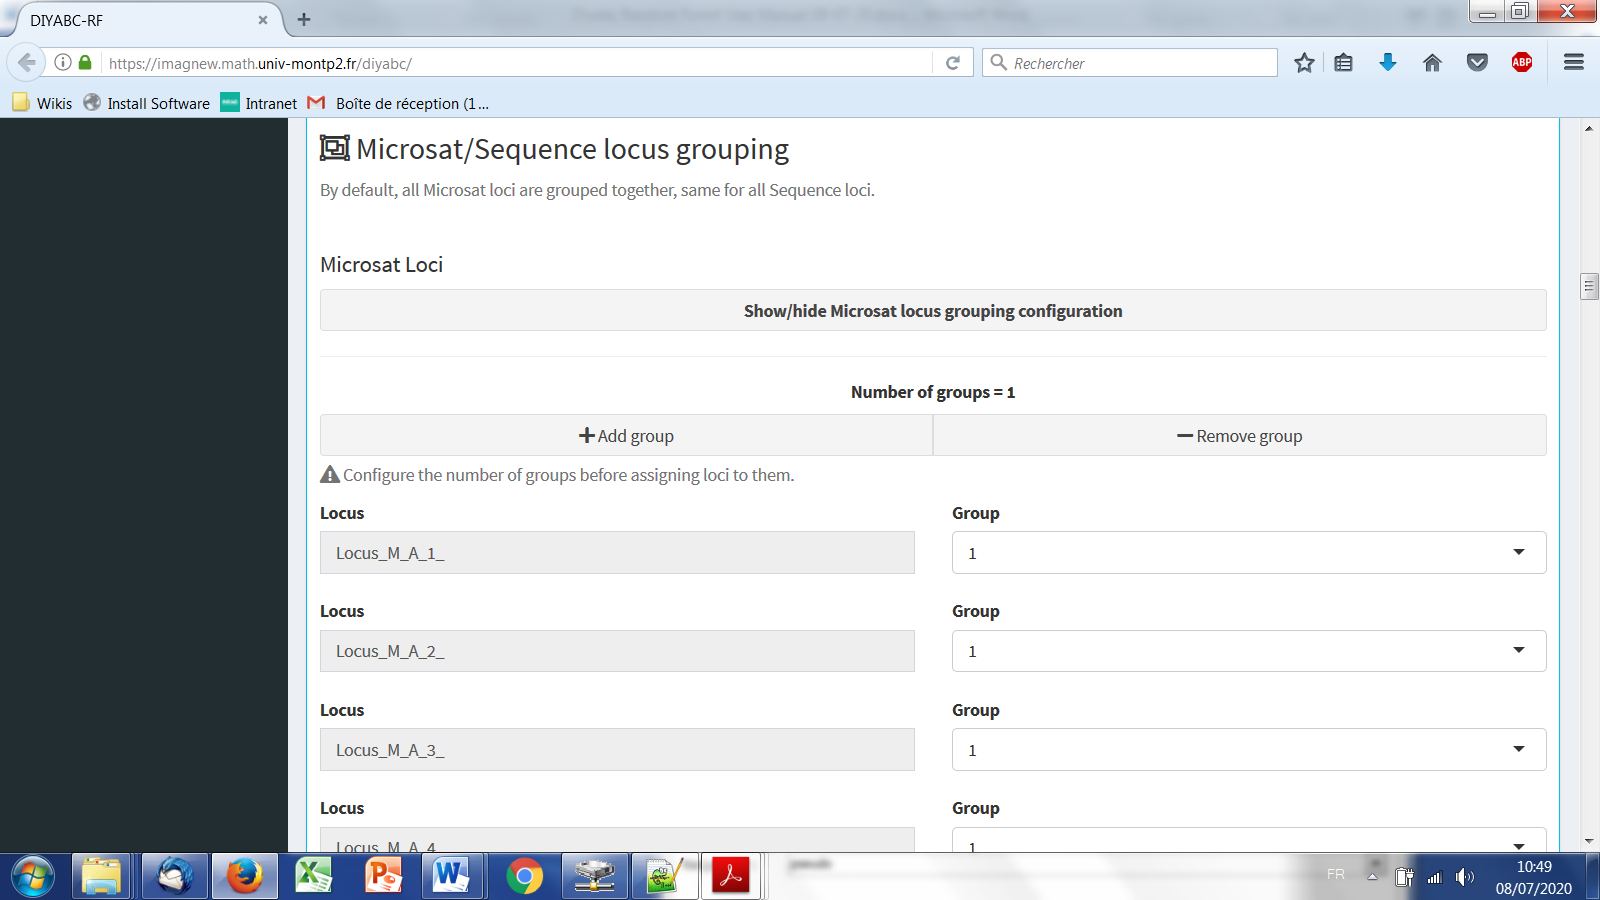 DIYABC-RF
https://imagnew.math.univ-montp2.fr/diyabc/
Rechercher
ABP
Wikis
Install Software
Intranet
Boîte de réception (1 ...
Microsat/Sequence locus grouping
By default, all Microsat loci are grouped together, same for all Sequence loci.
Microsat Loci
Show/hide Microsat locus grouping configuration
Number of groups = 1
Add group
Remove group
Configure the number of groups before assigning loci to them.
Locus Group
Locus_M_A_1_ 1
Locus Group
Locus_M_A_2_ 1
Locus Group
Locus_M_A_3_ 1
Locus Group
Locus_M_A_4_ 1
FR
10:49
08/07/2020